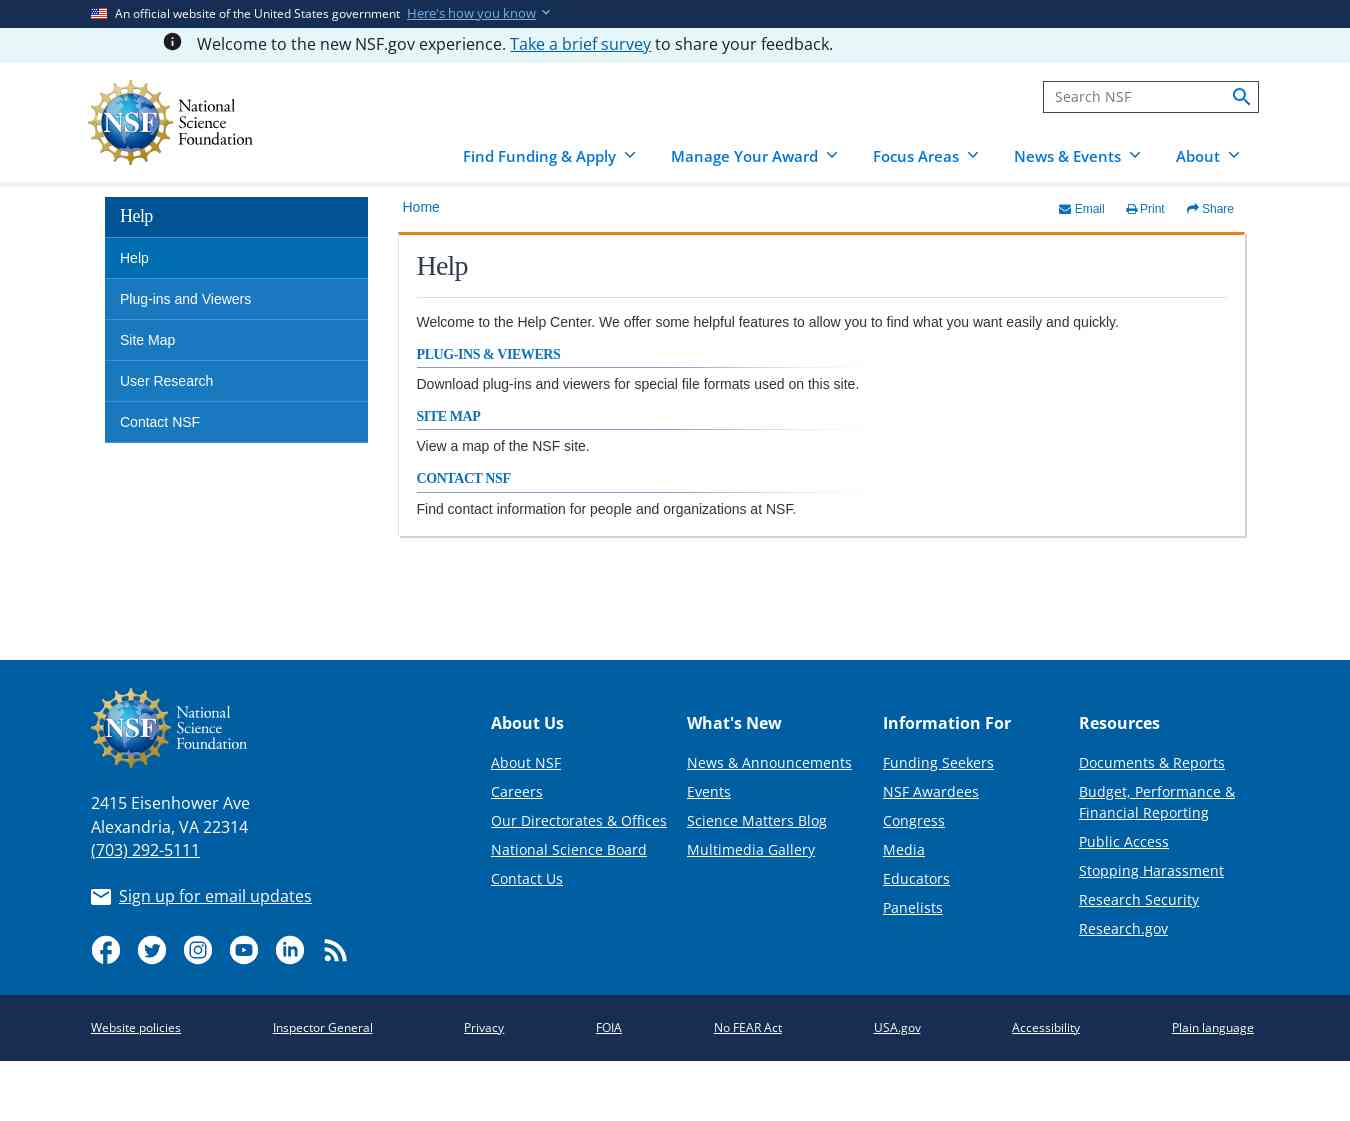 An official website of the United States government Here's how you know
Welcome to the new NSF.gov experience. Take a brief survey to share your feedback.
NSF
National
Science
Foundation
Search NSF
Find Funding & Apply
Manage Your Award
Focus Areas
News & Events
About
Help
Help
Plug-ins and Viewers
Site Map
User Research
Contact NSF
Home
Email
Print
Share
Help
Welcome to the Help Center. We offer some helpful features to allow you to find what you want easily and quickly.
PLUG-INS & VIEWERS
Download plug-ins and viewers for special file formats used on this site.
SITE MAP
View a map of the NSF site.
CONTACT NSF
Find contact information for people and organizations at NSF.
NSF
National
Science
Foundation
2415 Eisenhower Ave
Alexandria, VA 22314
(703) 292-5111
Sign up for email updates
About Us
About NSF
Careers
Our Directorates & Offices
National Science Board
Contact Us
What's New
News & Announcements
Events
Science Matters Blog
Multimedia Gallery
Information For
Funding Seekers
NSF Awardees
Congress
Media
Educators
Panelists
Resources
Documents & Reports
Budget, Performance &
Financial Reporting
Public Access
Stopping Harassment
Research Security
Research.gov
Website policies
Inspector General
Privacy
FOIA
No FEAR Act
USA.gov
Accessibility
Plain language